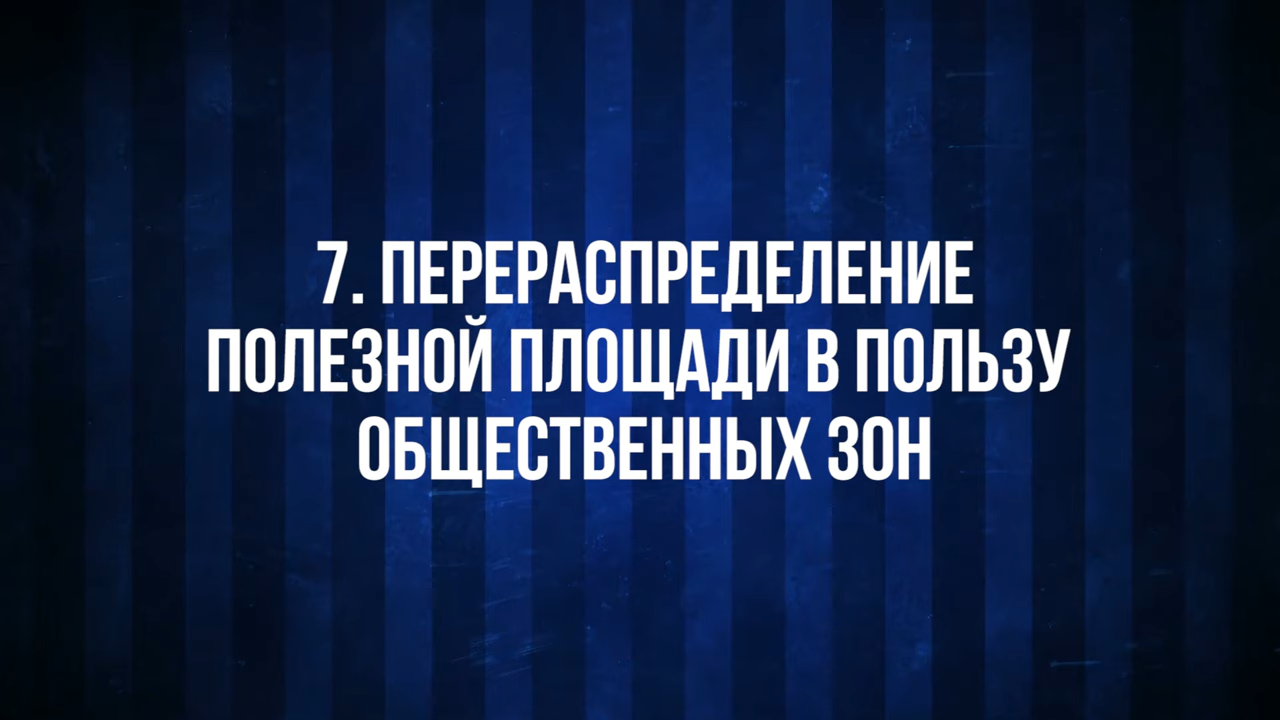 7. ПЕРЕРАСПРЕДЕЛЕНИЕ
ПОЛЕЗНОЙ ПЛОЩАДИ В ПОЛЬЗУ
ОБЩЕСТВЕННЫХ ЗОН